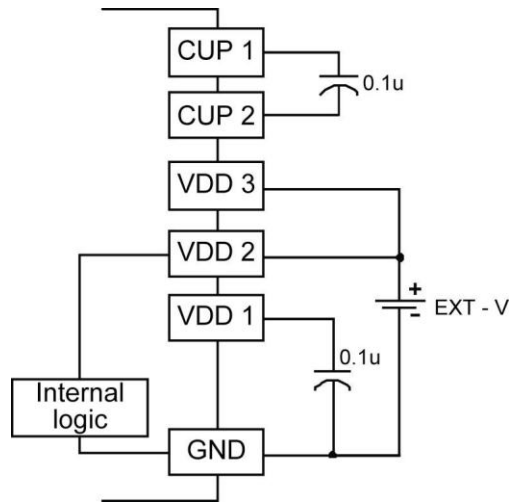 CUP 1
0.1u
CUP 2
VDD 3
VDD 2
+
EXT - V
-
VDD 1
0.1u
Internal
logic
GND